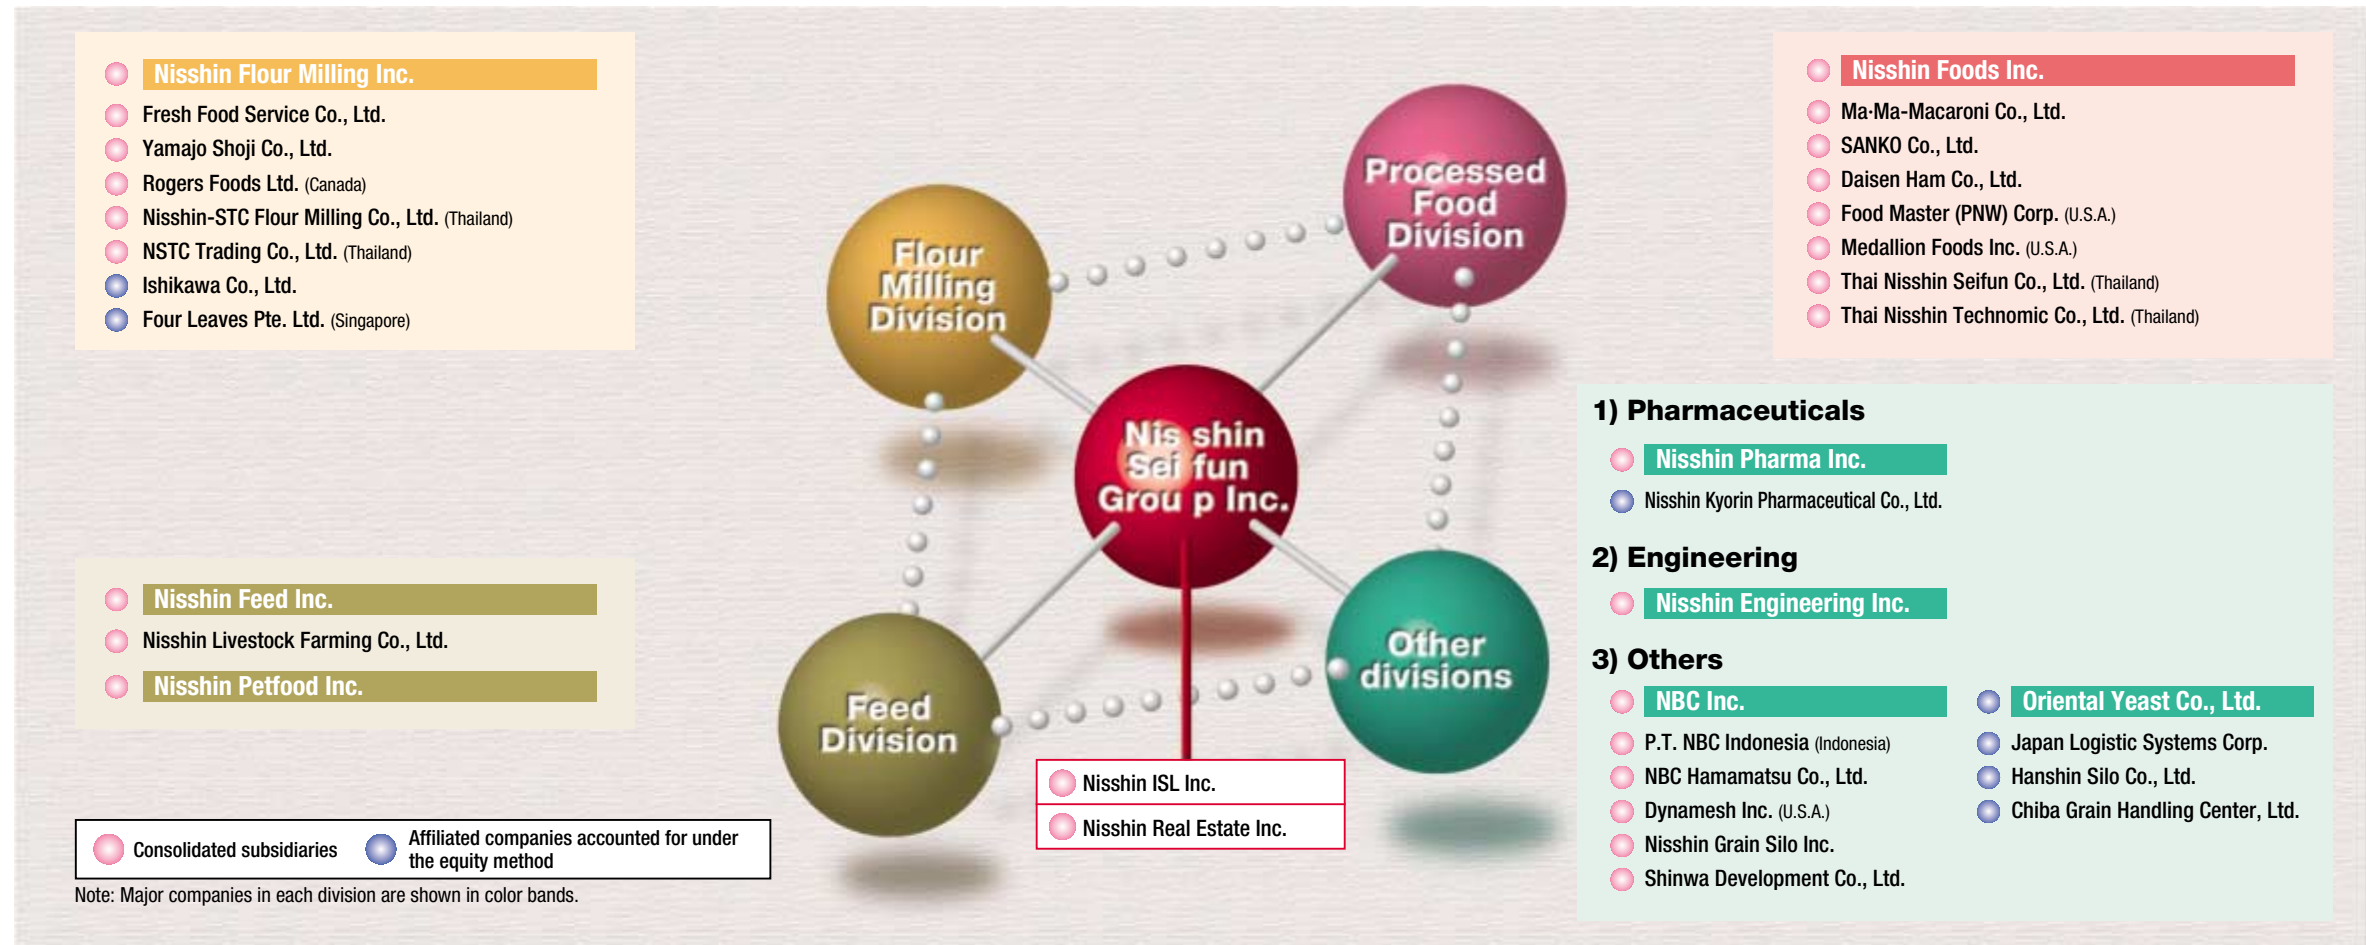 Nisshin Flour Milling Inc.
Fresh Food Service Co., Ltd.
Yamajo Shoji Co., Ltd.
Rogers Foods Ltd. (Canada)
Nisshin-STC Flour Milling Co., Ltd. (Thailand)
NSTC Trading Co., Ltd. (Thailand)
Ishikawa Co., Ltd.
Four Leaves Pte. Ltd. (Singapore)
Nisshin Feed Inc.
Nisshin Livestock Farming Co., Ltd.
Nisshin Petfood Inc.
Consolidated subsidiaries
Affiliated companies accounted for under
the equity method
Note: Major companies in each division are shown in color bands.
Flour
Milling
Division
Processed
Food
Division
Nis shin
Sei fun
Grou p Inc.
Feed
Division
Other
divisions
Nisshin ISL Inc.
Nisshin Real Estate Inc.
Nisshin Foods Inc.
Ma·Ma-Macaroni Co., Ltd.
SANKO Co., Ltd.
Daisen Ham Co., Ltd.
Food Master (PNW) Corp. (U.S.A.)
Medallion Foods Inc. (U.S.A.)
Thai Nisshin Seifun Co., Ltd. (Thailand)
Thai Nisshin Technomic Co., Ltd. (Thailand)
1) Pharmaceuticals
Nisshin Pharma Inc.
Nisshin Kyorin Pharmaceutical Co., Ltd.
2) Engineering
Nisshin Engineering Inc.
3) Others
NBC Inc.
P.T. NBC Indonesia (Indonesia)
NBC Hamamatsu Co., Ltd.
Dynamesh Inc. (U.S.A.)
Nisshin Grain Silo Inc.
Shinwa Development Co., Ltd.
Oriental Yeast Co., Ltd.
Japan Logistic Systems Corp.
Hanshin Silo Co., Ltd.
Chiba Grain Handling Center, Ltd.